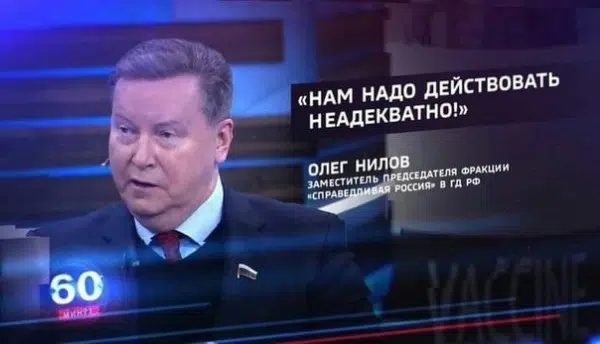 «НАМ НАДО ДЕЙСТВОВАТЬ
НЕАДЕКВАТНО!»
ОЛЕГ НИЛОВ
ЗАМЕСТИТЕЛЬ ПРЕДСЕДАТЕЛЯ ФРАКЦИИ
«СПРАВЕДЛИВАЯ РОССИЯ» В ГД РФ
60
МИНУТ
VACCINE